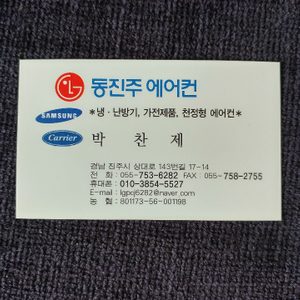 LG 동진주 에어컨
SAMSUNG *냉·난방기, 가전제품, 천정형 에어컨*
Carrier 박 찬 제
경남 진주시 상대로 143번길 17-14
전 화 : 055-753-6282 FAX : 055-758-2755
휴대폰 : 010-3854-5527
E-mail : lgpcj6282@naver.com
농 협 : 801173-56-001198